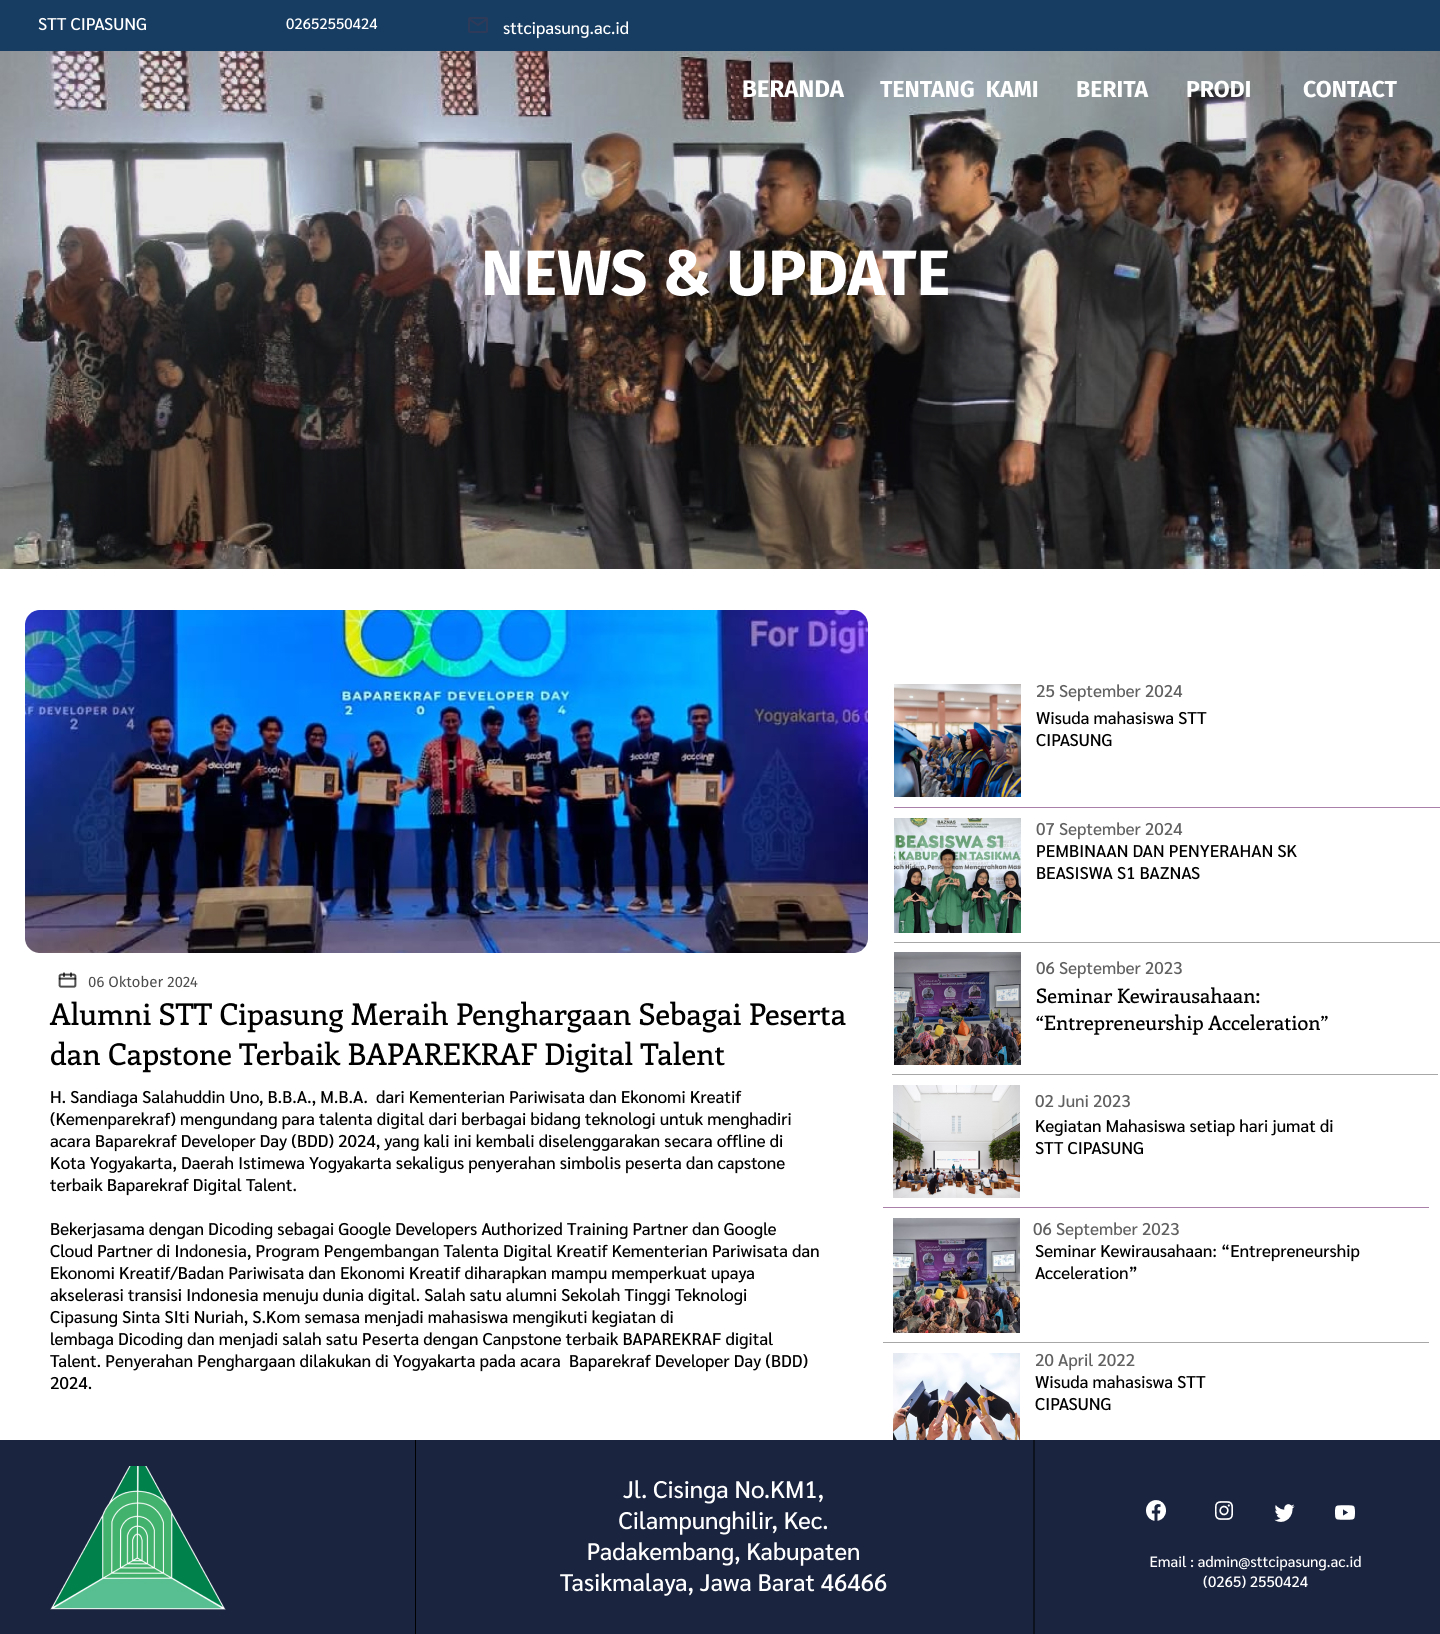 STT CIPASUNG
02652550424
sttcipasung.ac.id
BERANDA
TENTANG KAMI
BERITA
PRODI
CONTACT
NEWS & UPDATE
For Digi
BAPAREKRAF DEVELOPER DAY
2 0 2 4
F DEVELOPER DAY
2 4
Yogyakarta, 06 O
06 Oktober 2024
Alumni STT Cipasung Meraih Penghargaan Sebagai Peserta
dan Capstone Terbaik BAPAREKRAF Digital Talent
H. Sandiaga Salahuddin Uno, B.B.A., M.B.A. dari Kementerian Pariwisata dan Ekonomi Kreatif
(Kemenparekraf) mengundang para talenta digital dari berbagai bidang teknologi untuk menghadiri
acara Baparekraf Developer Day (BDD) 2024, yang kali ini kembali diselenggarakan secara offline di
Kota Yogyakarta, Daerah Istimewa Yogyakarta sekaligus penyerahan simbolis peserta dan capstone
terbaik Baparekraf Digital Talent.
Bekerjasama dengan Dicoding sebagai Google Developers Authorized Training Partner dan Google
Cloud Partner di Indonesia, Program Pengembangan Talenta Digital Kreatif Kementerian Pariwisata dan
Ekonomi Kreatif/Badan Pariwisata dan Ekonomi Kreatif diharapkan mampu memperkuat upaya
akselerasi transisi Indonesia menuju dunia digital. Salah satu alumni Sekolah Tinggi Teknologi
Cipasung Sinta SIti Nuriah, S.Kom semasa menjadi mahasiswa mengikuti kegiatan di
lembaga Dicoding dan menjadi salah satu Peserta dengan Canpstone terbaik BAPAREKRAF digital
Talent. Penyerahan Penghargaan dilakukan di Yogyakarta pada acara Baparekraf Developer Day (BDD)
2024.
25 September 2024
Wisuda mahasiswa STT
CIPASUNG
BAZNAS
BEASISWA S1
KABUPATEN TASIKMA
07 September 2024
PEMBINAAN DAN PENYERAHAN SK
BEASISWA S1 BAZNAS
06 September 2023
Seminar Kewirausahaan:
“Entrepreneurship Acceleration”
02 Juni 2023
Kegiatan Mahasiswa setiap hari jumat di
STT CIPASUNG
06 September 2023
Seminar Kewirausahaan: “Entrepreneurship
Acceleration”
20 April 2022
Wisuda mahasiswa STT
CIPASUNG
Jl. Cisinga No.KM1,
Cilampunghilir, Kec.
Padakembang, Kabupaten
Tasikmalaya, Jawa Barat 46466
Email : admin@sttcipasung.ac.id
(0265) 2550424